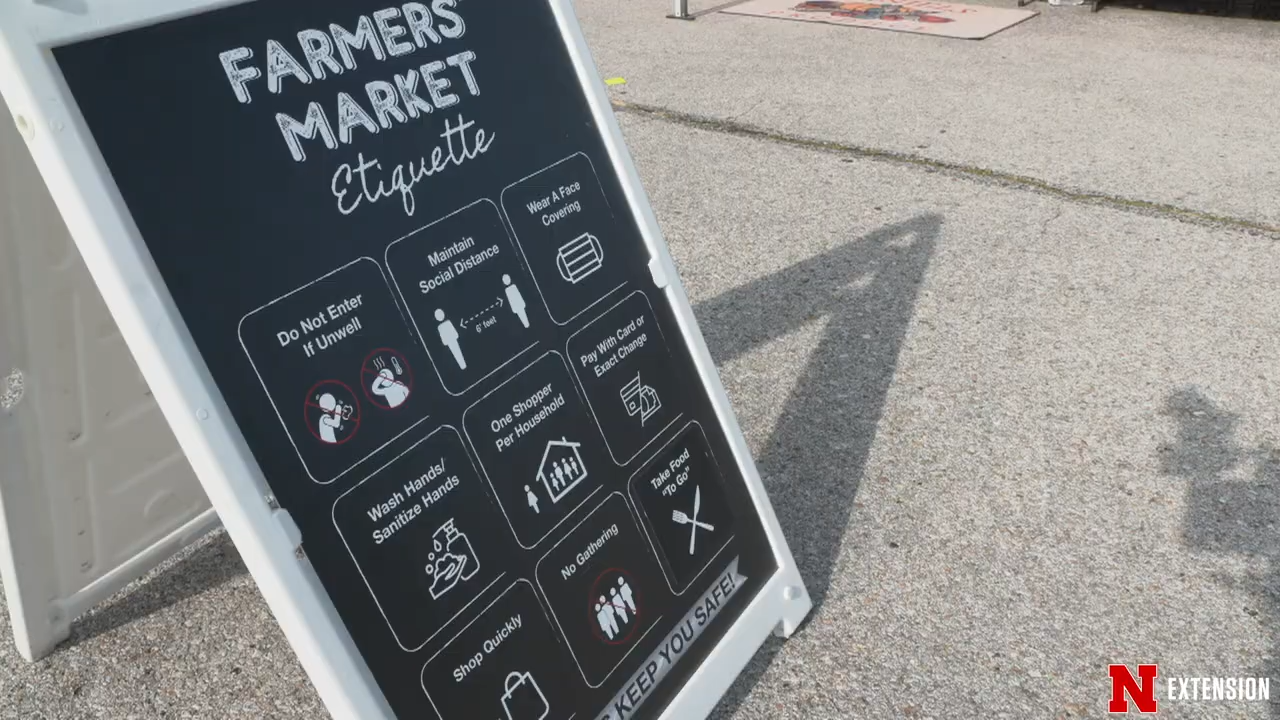 FARMERS'
MARKET
Etiquette
Do Not Enter
If Unwell
Maintain
Social Distance
6' feet
Wear A Face
Covering
Wash Hands/
Sanitize Hands
One Shopper
Per Household
Pay With Card or
Exact Change
Shop Quickly
No Gathering
Take Food
"To Go"
KEEP YOU SAFE!
N EXTENSION